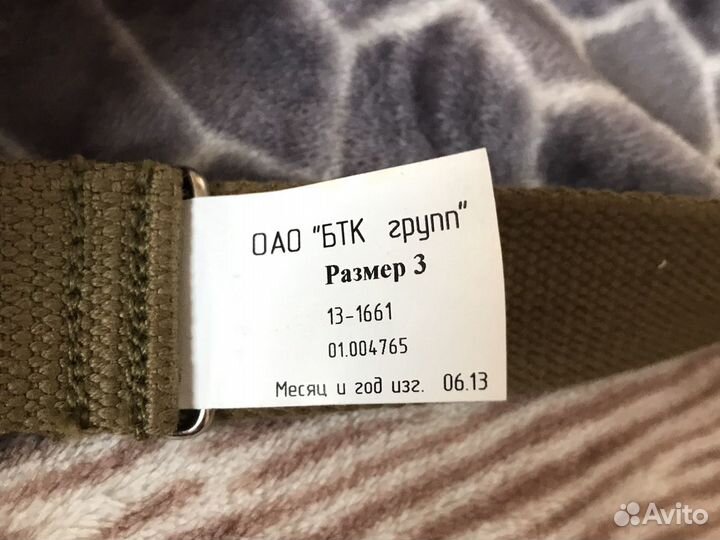 ОАО "БТК групп"
Размер 3
13-1661
01.004765
Месяц и год изг. 06.13
Avito